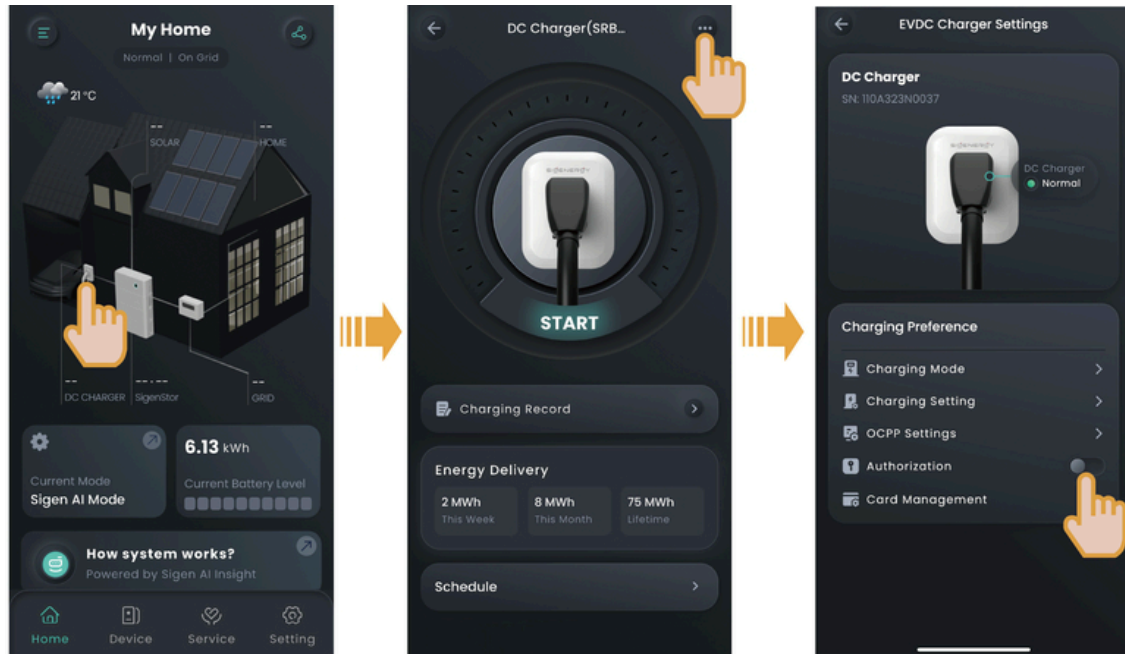 My Home
Normal | On Grid
21 °C
--
SOLAR
--
HOME
--
DC CHARGER
--.--
SigenStor
--
GRID
Current Mode
Sigen AI Mode
6.13 kWh
Current Battery Level
How system works?
Powered by Sigen AI Insight
Home
Device
Service
Setting
DC Charger(SRB...
SIGENERGY
START
Charging Record
Energy Delivery
2 MWh
This Week
8 MWh
This Month
75 MWh
Lifetime
Schedule
EVDC Charger Settings
DC Charger
SN: 110A323N0037
SIGENERGY
DC Charger
Normal
Charging Preference
Charging Mode
Charging Setting
OCPP Settings
Authorization
Card Management